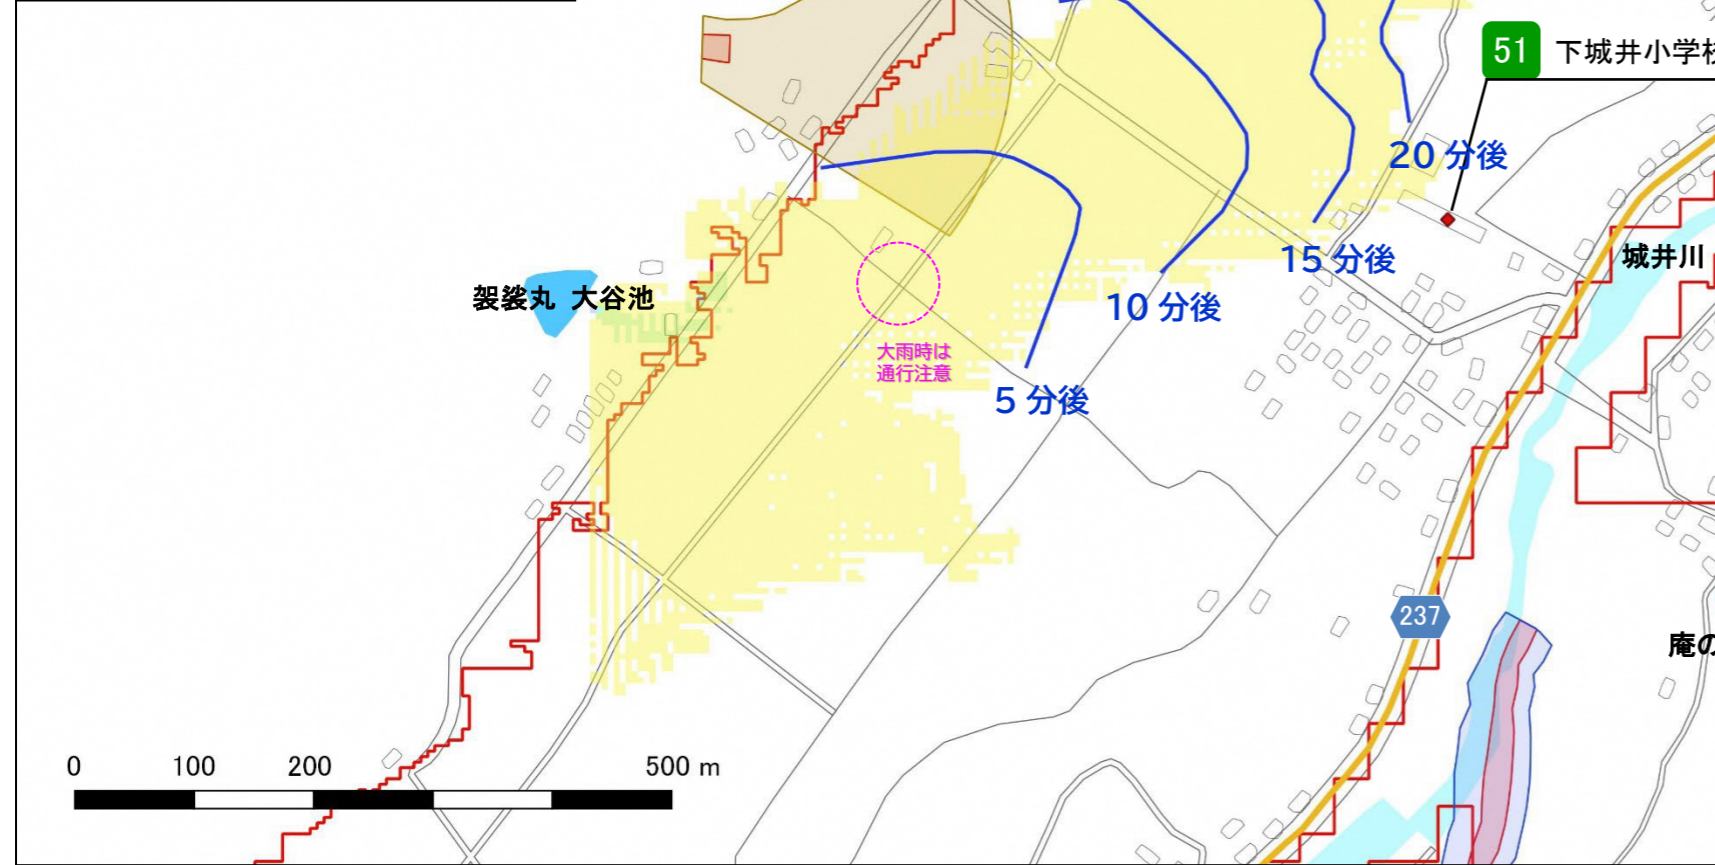 51 下城井小学校
20 分後
城井川
15 分後
袈裟丸 大谷池
10 分後
大雨時は
通行注意
5 分後
237
庵の
0 100 200 500 m